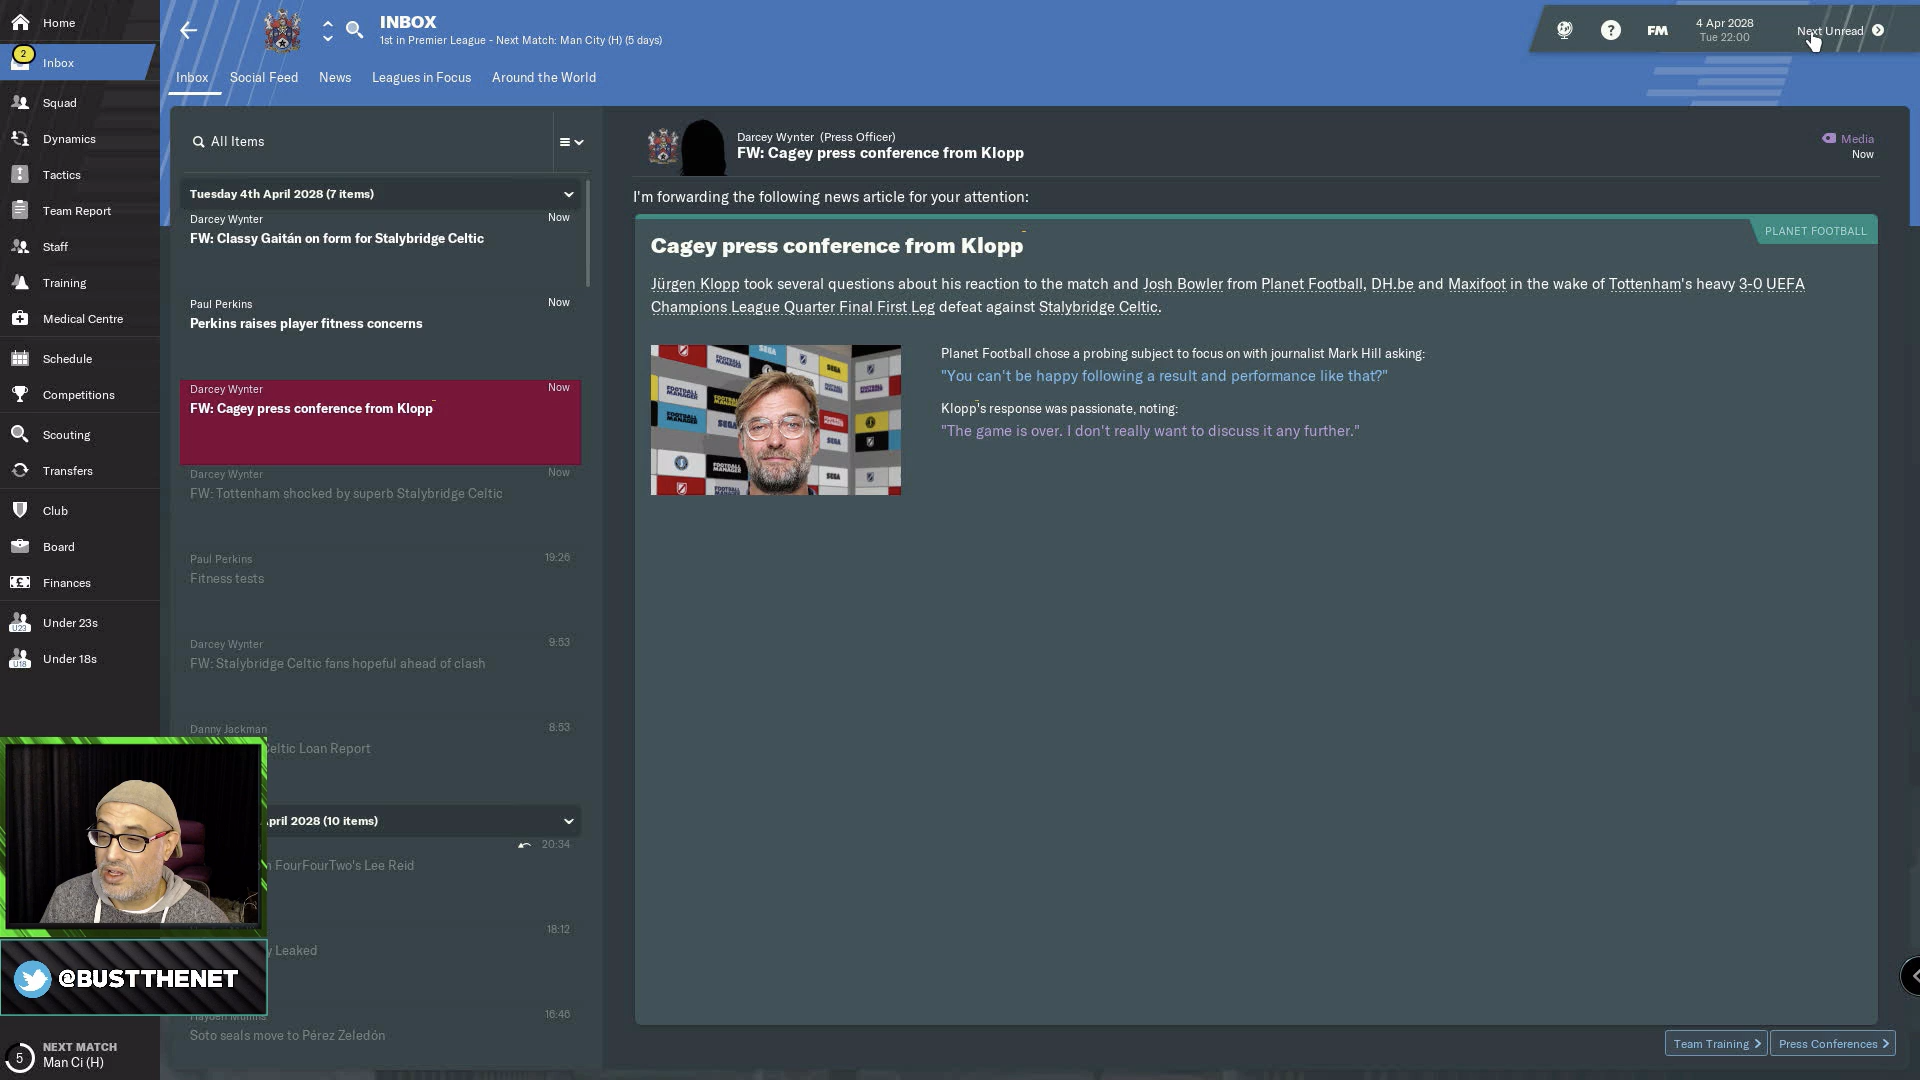 Home
2
Inbox
Squad
Dynamics
Tactics
Team Report
Staff
Training
Medical Centre
Schedule
Competitions
Scouting
Transfers
Club
Board
Finances
U23
Under 23s
U18
Under 18s
INBOX
1st in Premier League - Next Match: Man City (H) (5 days)
FM
4 Apr 2028
Tue 22:00
Next Unread
Inbox
Social Feed
News
Leagues in Focus
Around the World
All Items
Tuesday 4th April 2028 (7 items)
Darcey Wynter
Now
FW: Classy Gaitán on form for Stalybridge Celtic
Paul Perkins
Now
Perkins raises player fitness concerns
Darcey Wynter
Now
FW: Cagey press conference from Klopp
Darcey Wynter
Now
FW: Tottenham shocked by superb Stalybridge Celtic
Paul Perkins
19:26
Fitness tests
Darcey Wynter
9:53
FW: Stalybridge Celtic fans hopeful ahead of clash
Danny Jackman
8:53
eltic Loan Report
pril 2028 (10 items)
20:34
FourFourTwo's Lee Reid
18:12
y Leaked
16:46
Soto seals move to Pérez Zeledón
Darcey Wynter (Press Officer)
FW: Cagey press conference from Klopp
Media
Now
I'm forwarding the following news article for your attention:
PLANET FOOTBALL
Cagey press conference from Klopp
Jürgen Klopp took several questions about his reaction to the match and Josh Bowler from Planet Football, DH.be and Maxifoot in the wake of Tottenham's heavy 3-0 UEFA
Champions League Quarter Final First Leg defeat against Stalybridge Celtic.
Planet Football chose a probing subject to focus on with journalist Mark Hill asking:
"You can't be happy following a result and performance like that?"
Klopp's response was passionate, noting:
"The game is over. I don't really want to discuss it any further."
SEGA
FOOTBALL MANAGER
Team Training
Press Conferences
@BUSTTHENET
5
NEXT MATCH
Man Ci (H)